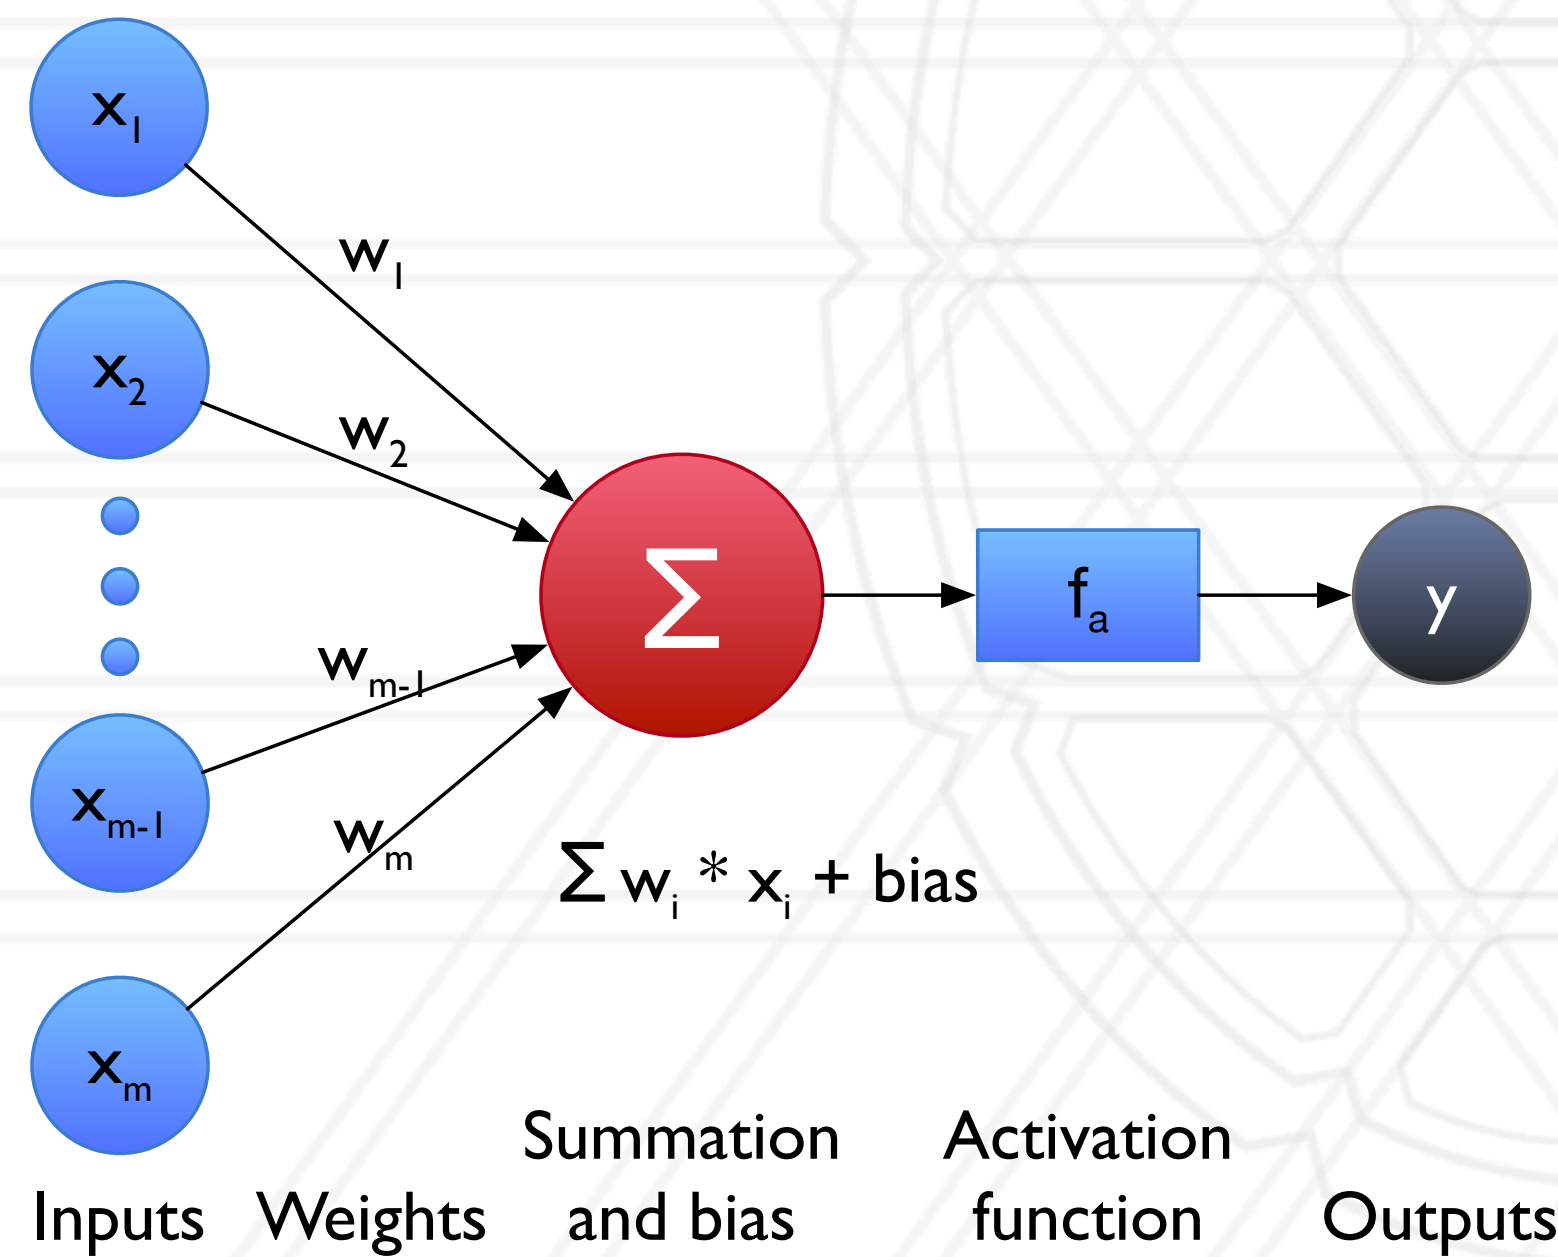 x₁
w₁
x₂
w₂
Σ
fₐ
y
wₘ₋₁
xₘ₋₁
wₘ
Σ wᵢ * xᵢ + bias
xₘ
Summation
and bias
Activation
function
Inputs
Weights
Outputs